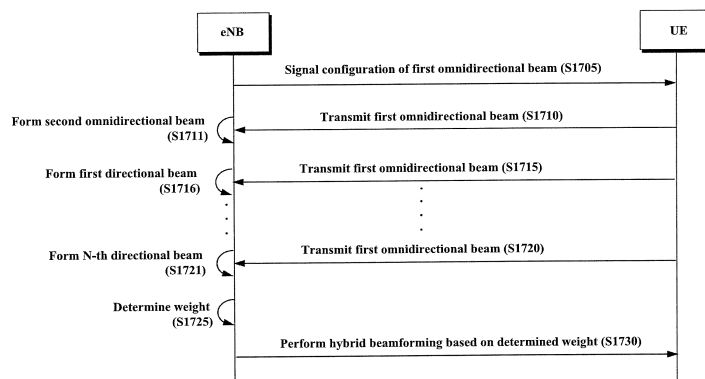 eNB
UE
Signal configuration of first omnidirectional beam (S1705)
Form second omnidirectional beam
(S1711)
Transmit first omnidirectional beam (S1710)
Form first directional beam
(S1716)
Transmit first omnidirectional beam (S1715)
Form N-th directional beam
(S1721)
Transmit first omnidirectional beam (S1720)
Determine weight
(S1725)
Perform hybrid beamforming based on determined weight (S1730)